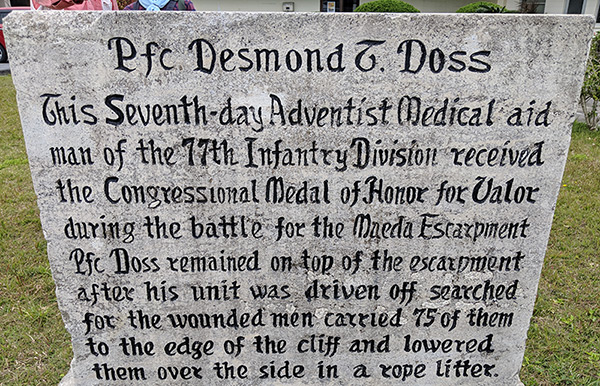 Pfc Desmond T. Doss
This Seventh-day Adventist Medical aid
man of the 77th Infantry Division received
the Congressional Medal of Honor for Valor
during the battle for the Maeda Escarpment
Pfc Doss remained on top of the escarpment
after his unit was driven off searched
for the wounded men carried 75 of them
to the edge of the cliff and lowered
them over the side in a rope litter.